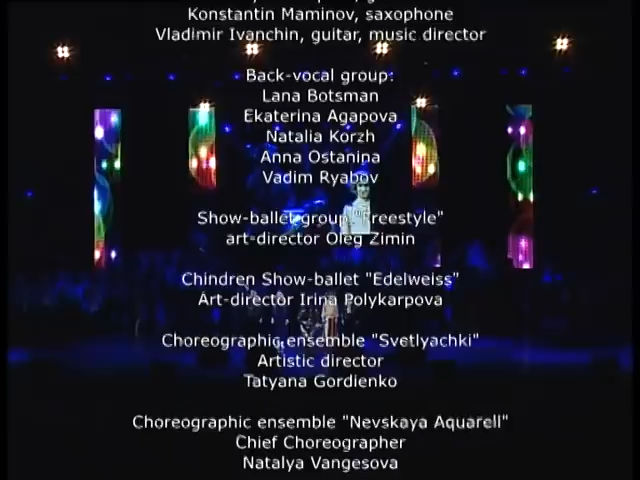 Konstantin Maminov, saxophone
Vladimir Ivanchin, guitar, music director
Back-vocal group:
Lana Botsman
Ekaterina Agapova
Natalia Korzh
Anna Ostanina
Vadim Ryabov
Show-ballet group "Freestyle"
art-director Oleg Zimin
Chindren Show-ballet "Edelweiss"
Art-director Irina Polykarpova
Choreographic ensemble "Svetlyachki"
Artistic director
Tatyana Gordienko
Choreographic ensemble "Nevskaya Aquarell"
Chief Choreographer
Natalya Vangesova